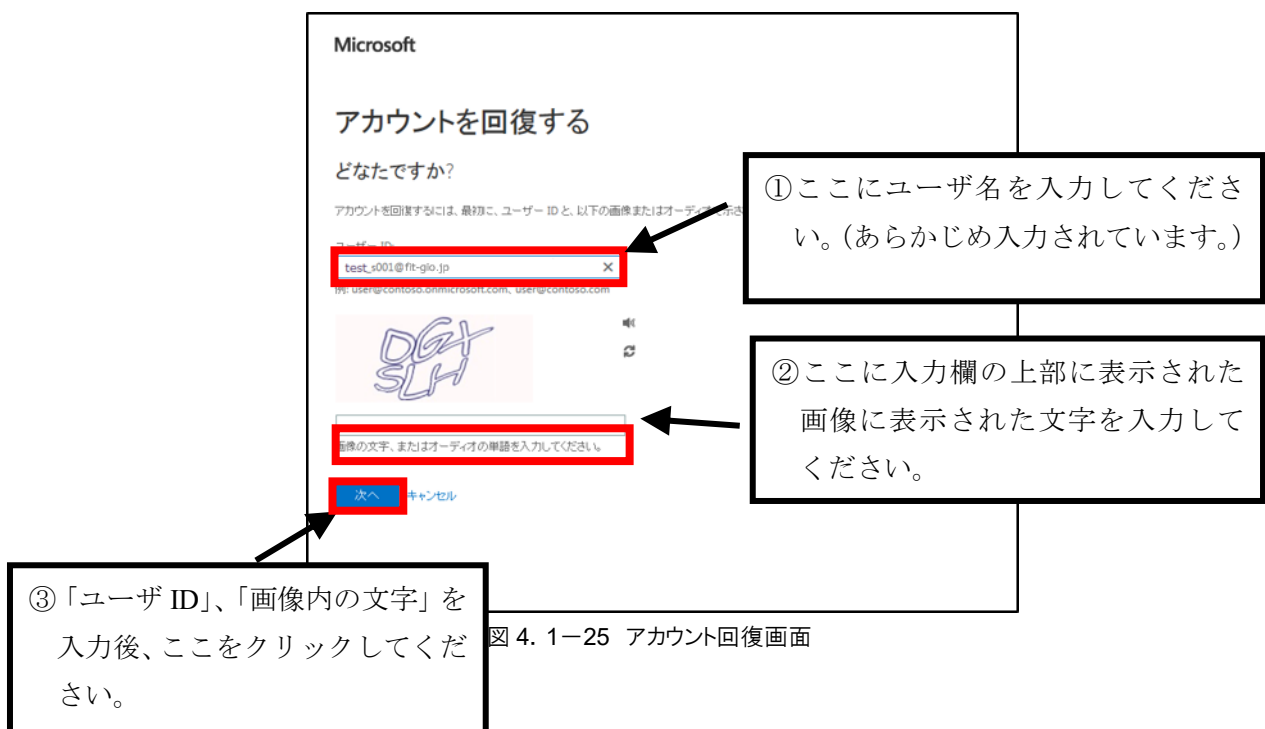 Microsoft
アカウントを回復する
どなたですか?
アカウントを回復するには、最初に、ユーザー ID と、以下の画像またはオーディオで示さ
①ここにユーザ名を入力してくださ
い。（あらかじめ入力されています。）
ユーザー ID:
test_s001@fit-gio.jp
例: user@contoso.onmicrosoft.com、user@contoso.com
DGX
SLH
②ここに入力欄の上部に表示された
画像に表示された文字を入力して
ください。
画像の文字、またはオーディオの単語を入力してください。
次へ キャンセル
③「ユーザ ID」、「画像内の文字」を
入力後、ここをクリックしてくだ
さい。
図 4. 1－25 アカウント回復画面